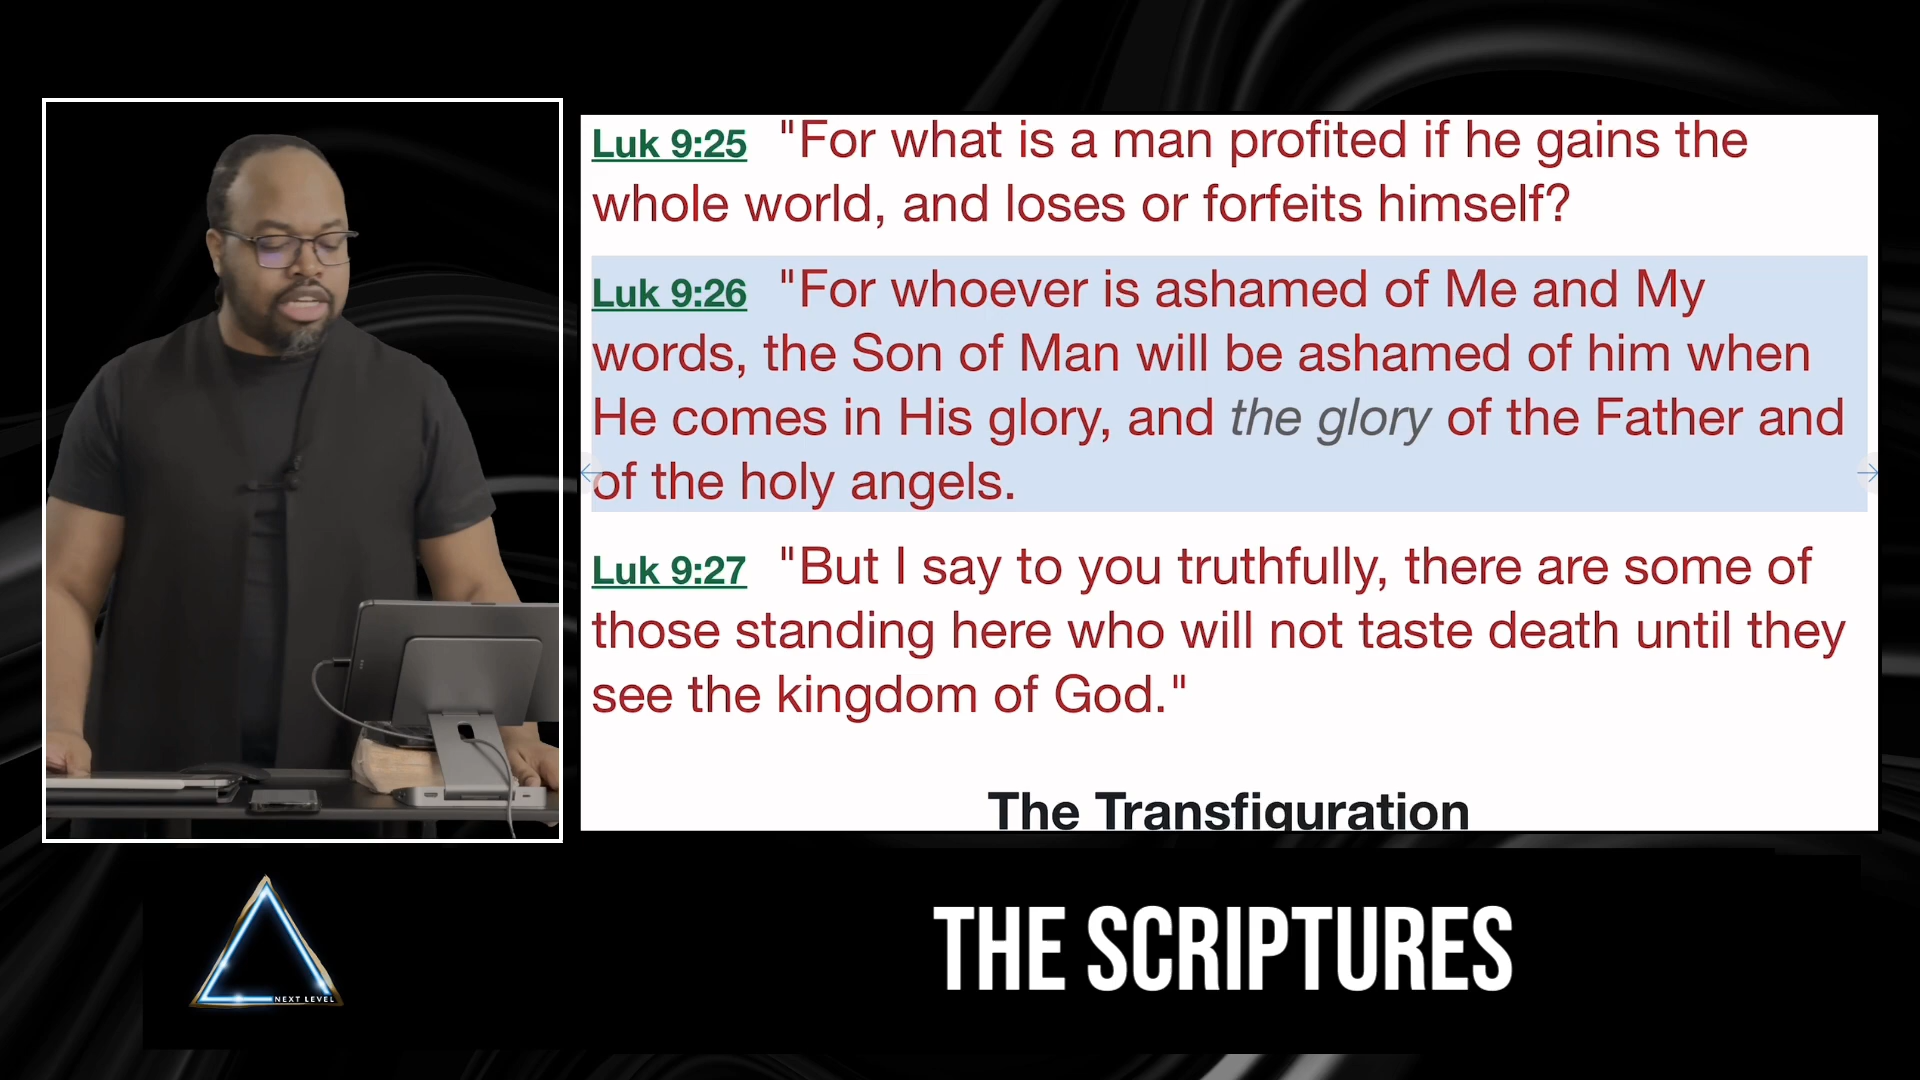 Luk 9:25 "For what is a man profited if he gains the
whole world, and loses or forfeits himself?
Luk 9:26 "For whoever is ashamed of Me and My
words, the Son of Man will be ashamed of him when
He comes in His glory, and the glory of the Father and
of the holy angels.
Luk 9:27 "But I say to you truthfully, there are some of
those standing here who will not taste death until they
see the kingdom of God."
The Transfiguration
NEXT LEVEL
THE SCRIPTURES